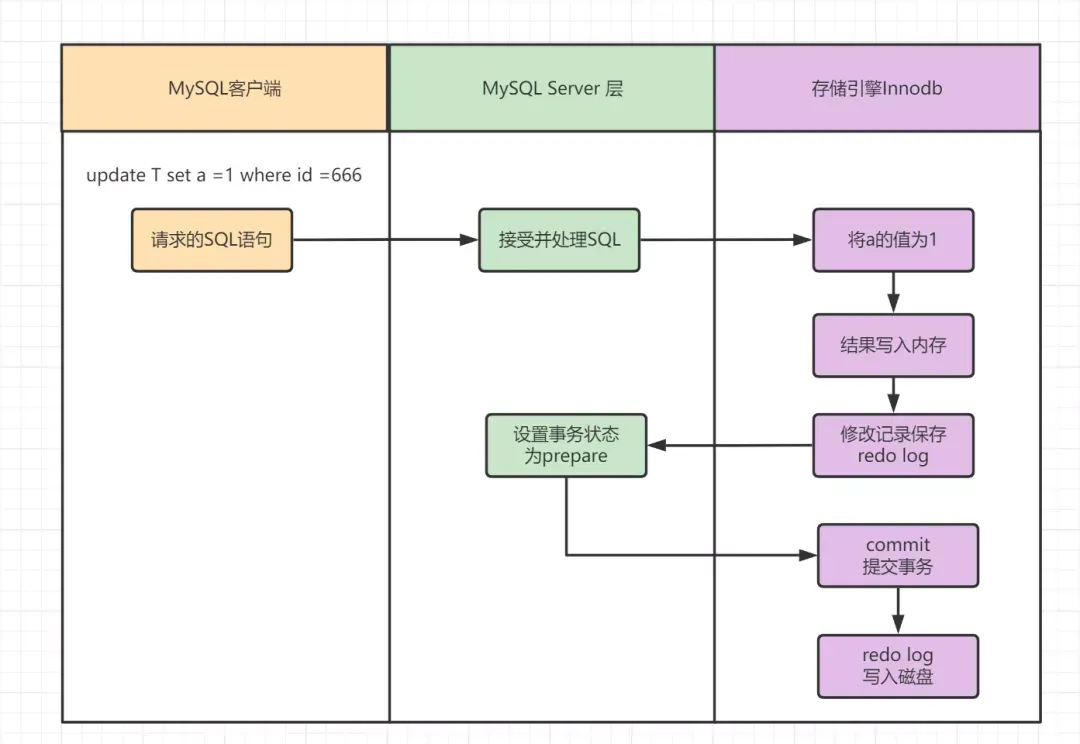 MySQL客户端
MySQL Server 层
存储引擎Innodb
update T set a =1 where id =666
请求的SQL语句
接受并处理SQL
将a的值为1
结果写入内存
修改记录保存
redo log
设置事务状态
为prepare
commit
提交事务
redo log
写入磁盘